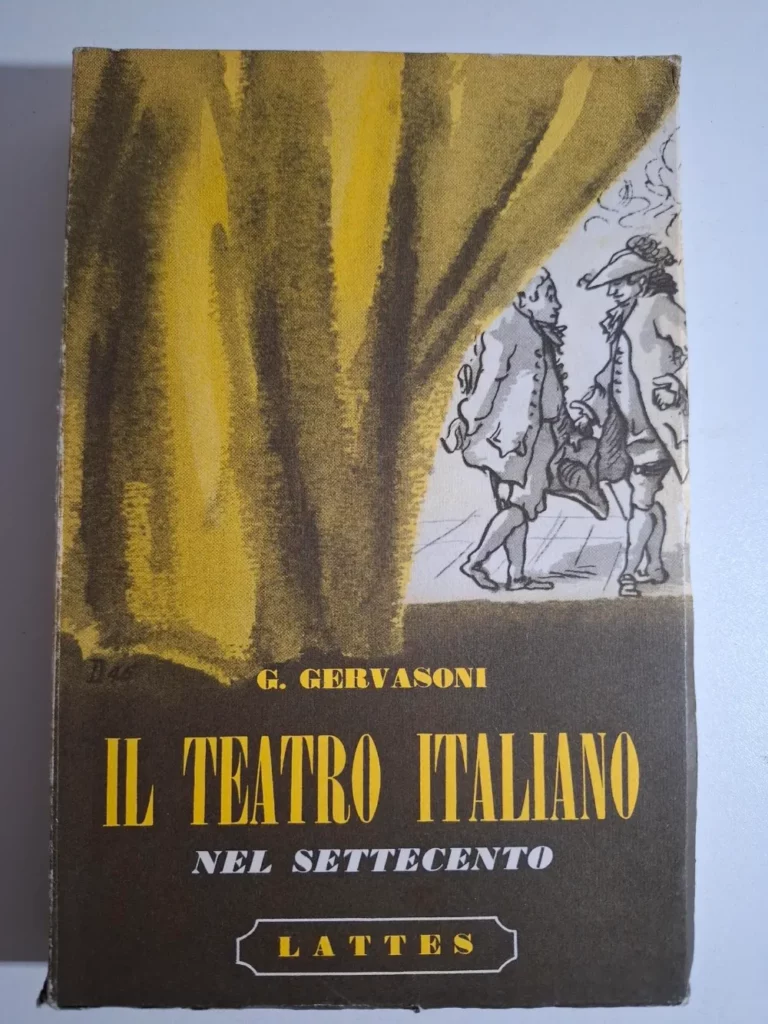 G. GERVASONI
IL TEATRO ITALIANO
NEL SETTECENTO
LATTES